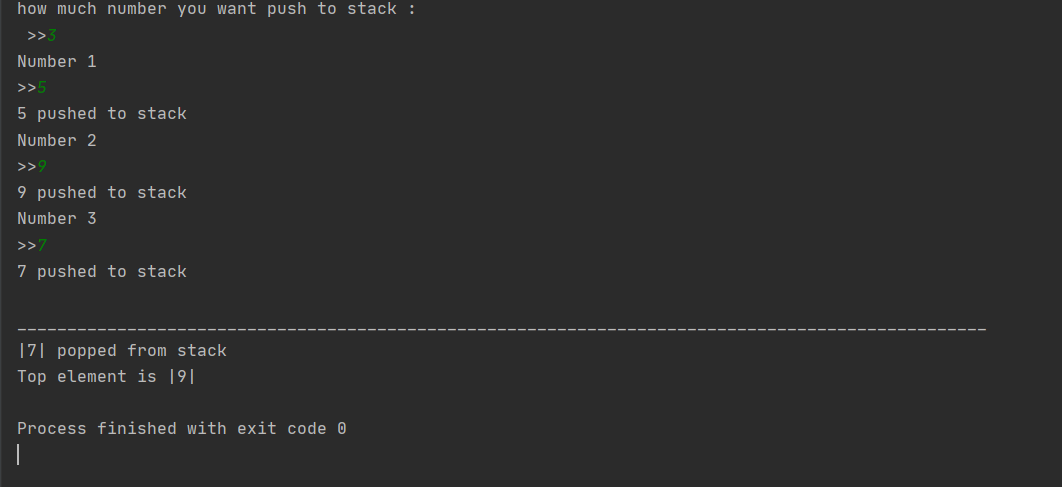 how much number you want push to stack :
>>3
Number 1
>>5
5 pushed to stack
Number 2
>>9
9 pushed to stack
Number 3
>>7
7 pushed to stack
_________________________________________________________________________________________________
|7| popped from stack
Top element is |9|
Process finished with exit code 0